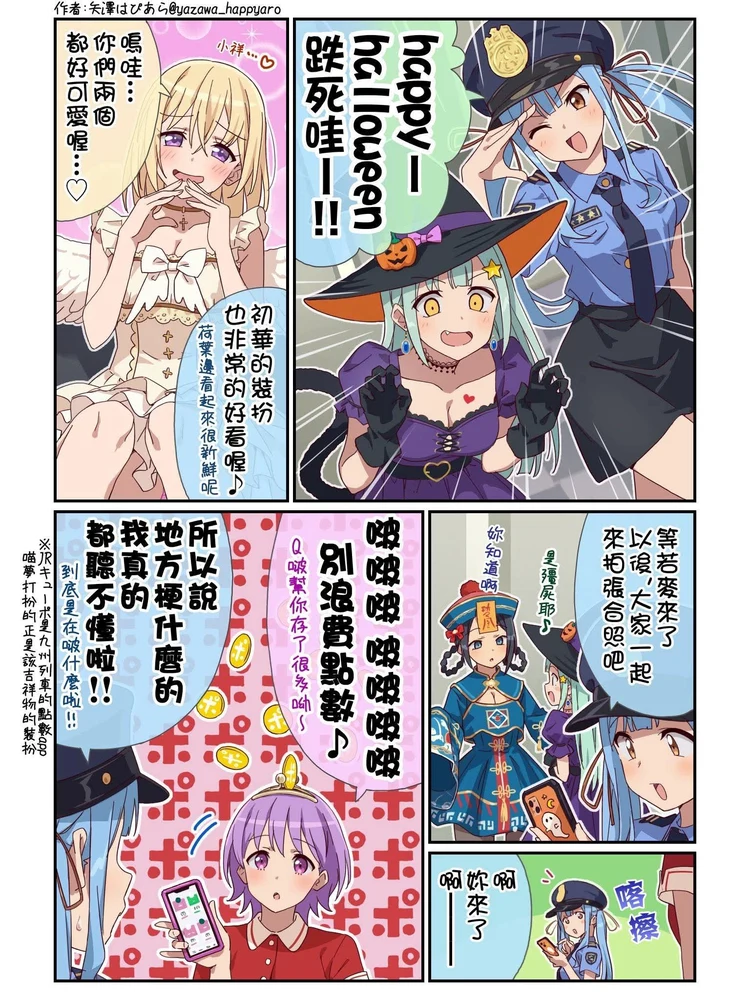 作者:矢澤はぴあら@yazawa_happyaro
happy—
halloween
跌死哇—!!
小祥...♡
嗚哇...
你們兩個
都好可愛喔...♡
初華的裝扮
也非常的好看喔♪
荷葉邊看起來很新鮮呢
等若麥來了
以後,大家一起
來拍張合照吧
是殭屍耶♪
妳知道啊
喀擦
啊
妳來了
啊——
啵啵啵 啵啵啵啵
別浪費點數♪
Q啵幫你存了很多呦~
所以說
地方梗什麼的
我真的
都聽不懂啦!!
到底是在啵什麼啦!!
※JRキューポ是九州列車的點數app
喵夢打扮的正是該吉祥物的裝扮